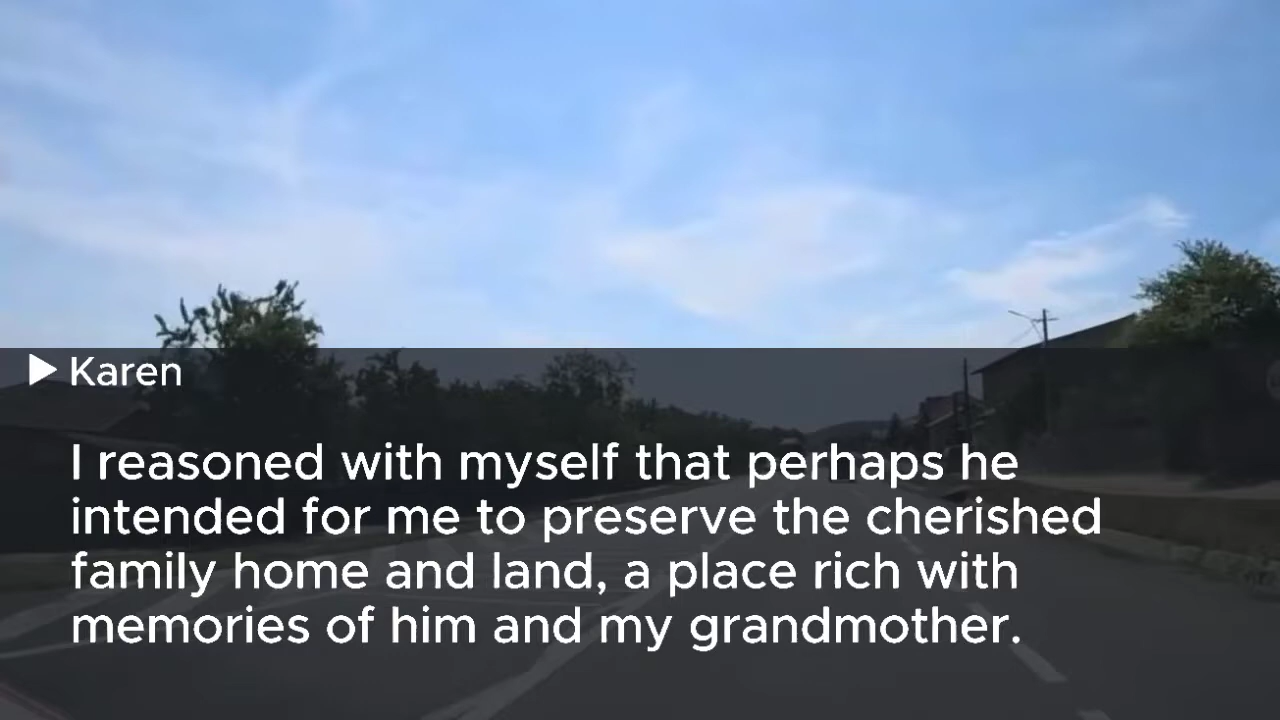 Karen
I reasoned with myself that perhaps he
intended for me to preserve the cherished
family home and land, a place rich with
memories of him and my grandmother.